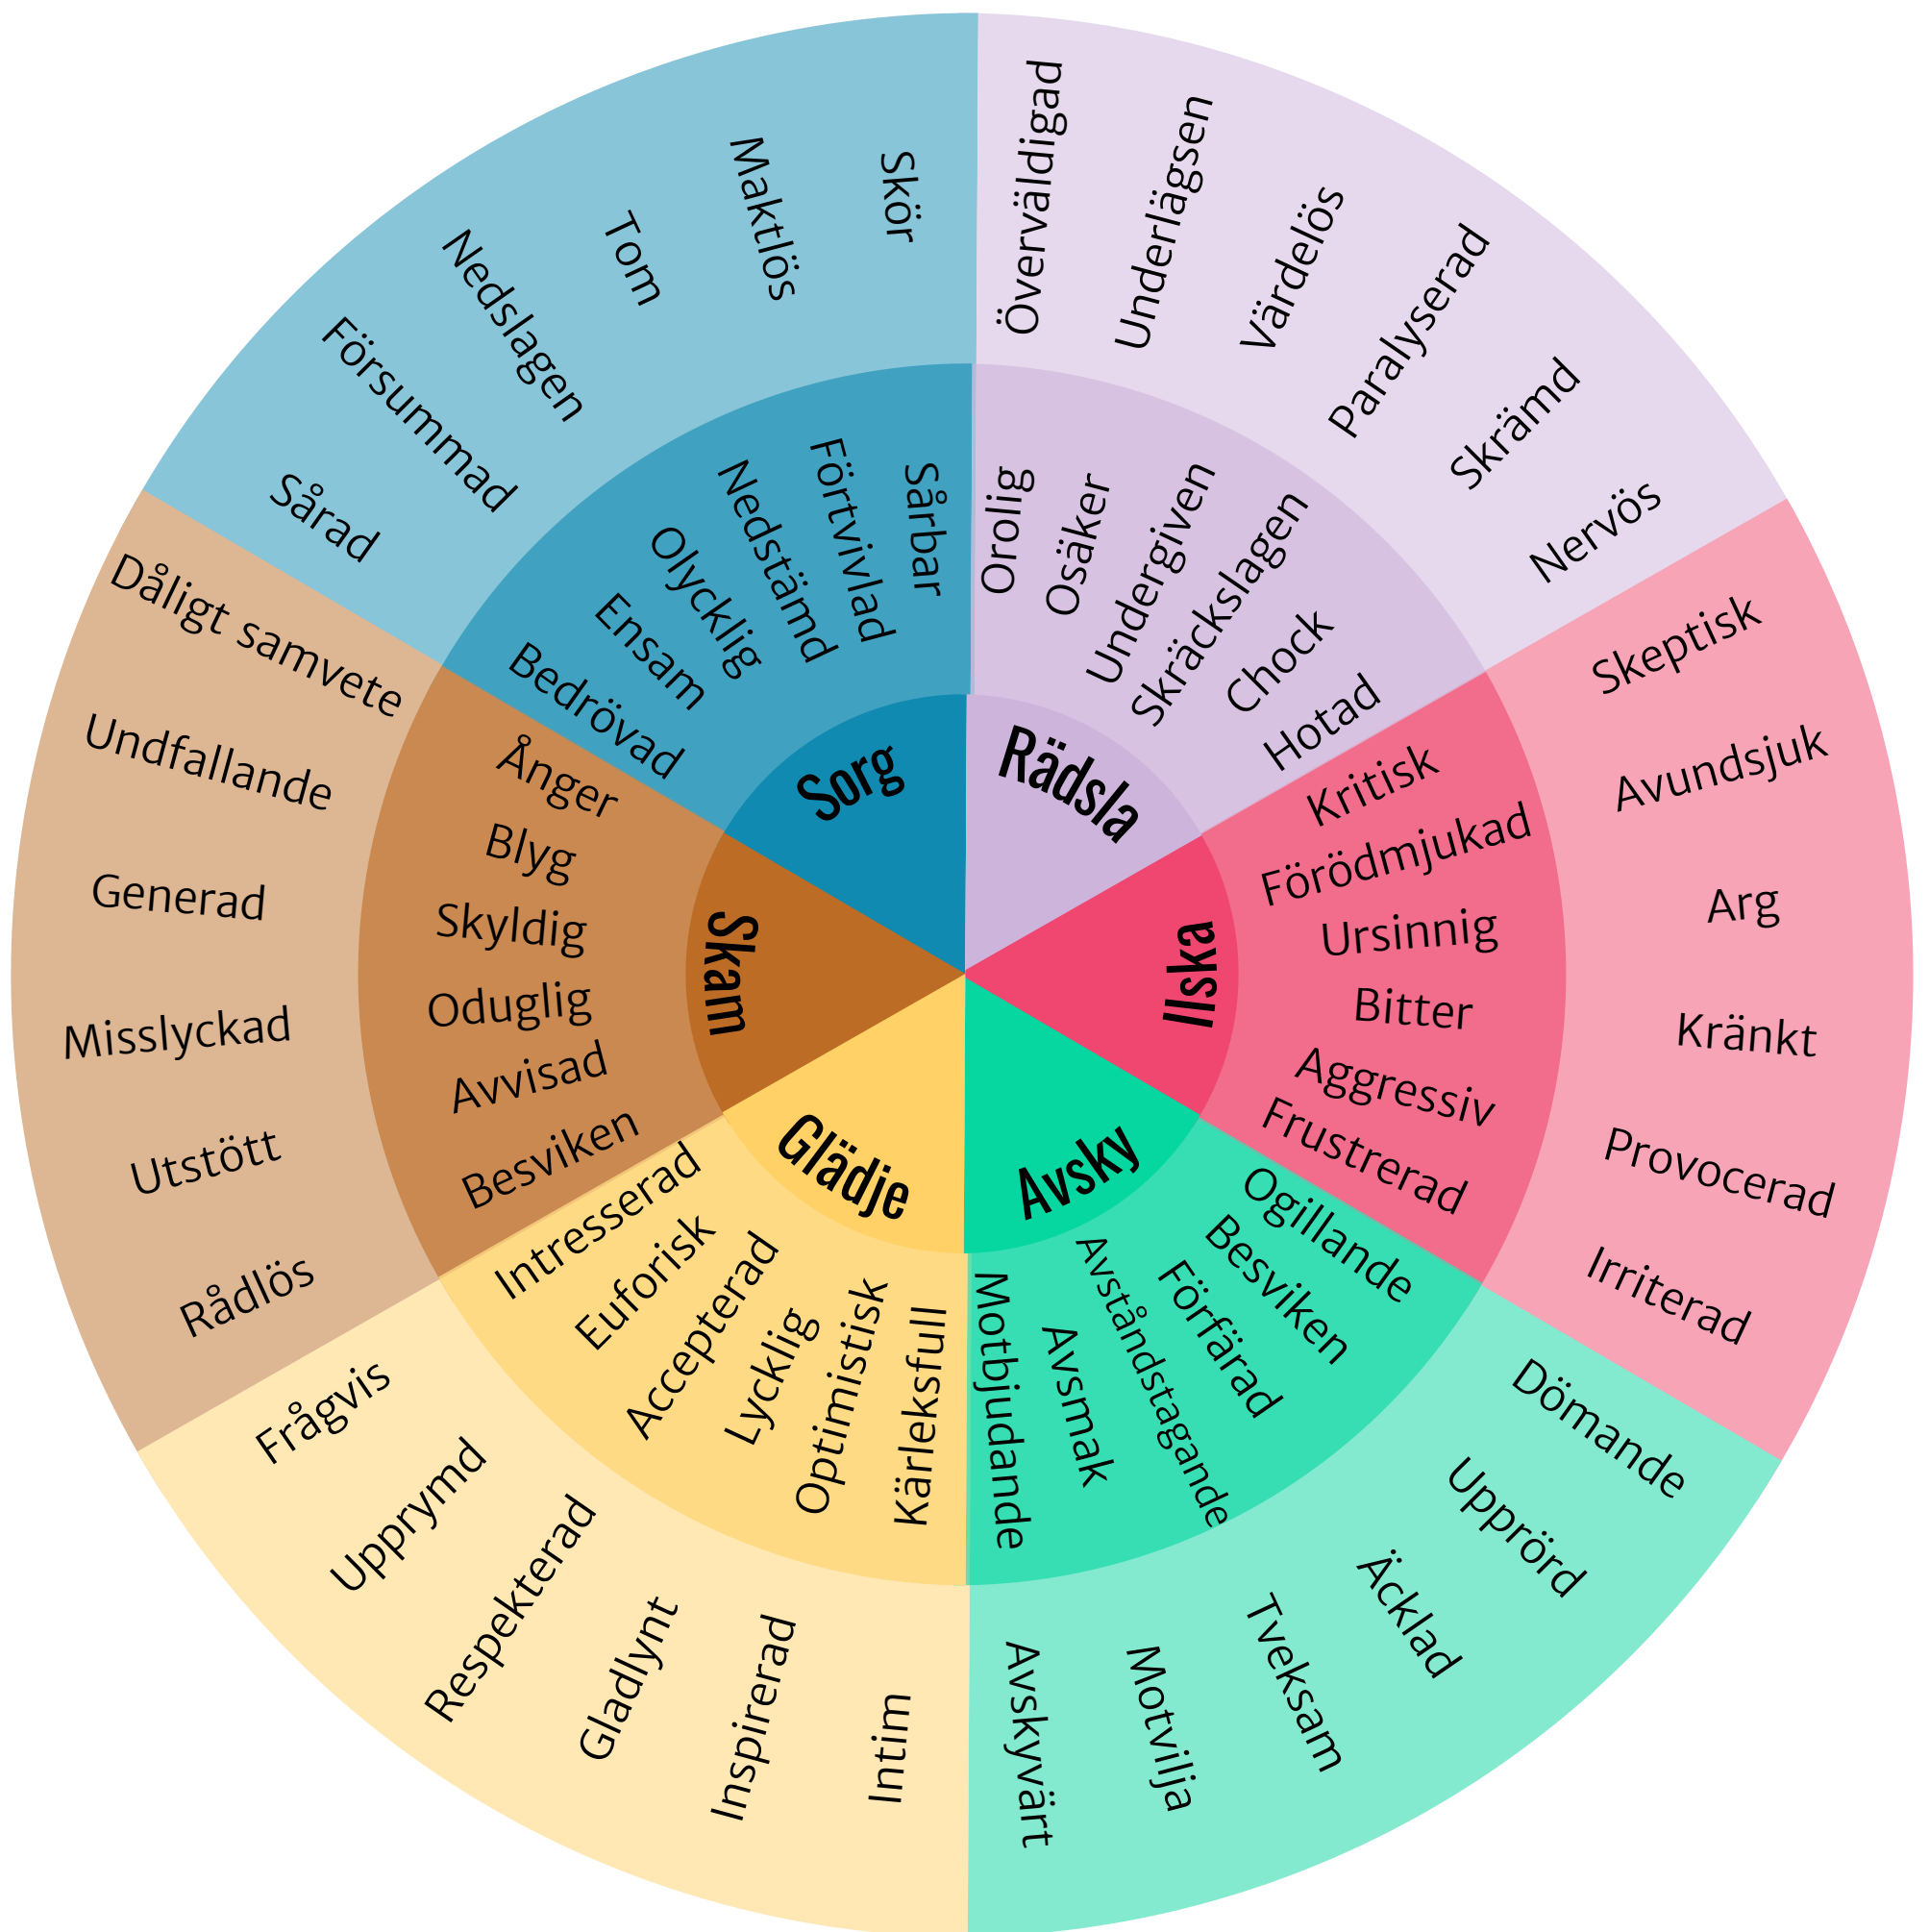 Sorg
Rädsla
Ilska
Avsky
Glädje
Skam
Bedrövad
Ensam
Olycklig
Nedstämd
Förtvivlad
Sårbar
Orolig
Osäker
Undergiven
Skräckslagen
Chock
Hotad
Kritisk
Förödmjukad
Ursinnig
Bitter
Aggressiv
Frustrerad
Ogillande
Besviken
Förfärad
Avståndstagande
Avsmak
Motbjudande
Kärleksfull
Optimistisk
Lycklig
Accepterad
Euforisk
Intresserad
Besviken
Avvisad
Oduglig
Skyldig
Blyg
Ånger
Sårad
Försummad
Nedslagen
Tom
Maktlös
Skör
Överväldigad
Underlägsen
Värdelös
Paralyserad
Skrämd
Nervös
Skeptisk
Avundsjuk
Arg
Kränkt
Provocerad
Irriterad
Dömande
Upprörd
Äcklad
Tveksam
Motvilja
Avskyvärt
Intim
Inspirerad
Gladlynt
Respekterad
Upprymd
Frågvis
Rådlös
Utstött
Misslyckad
Generad
Undfallande
Dåligt samvete